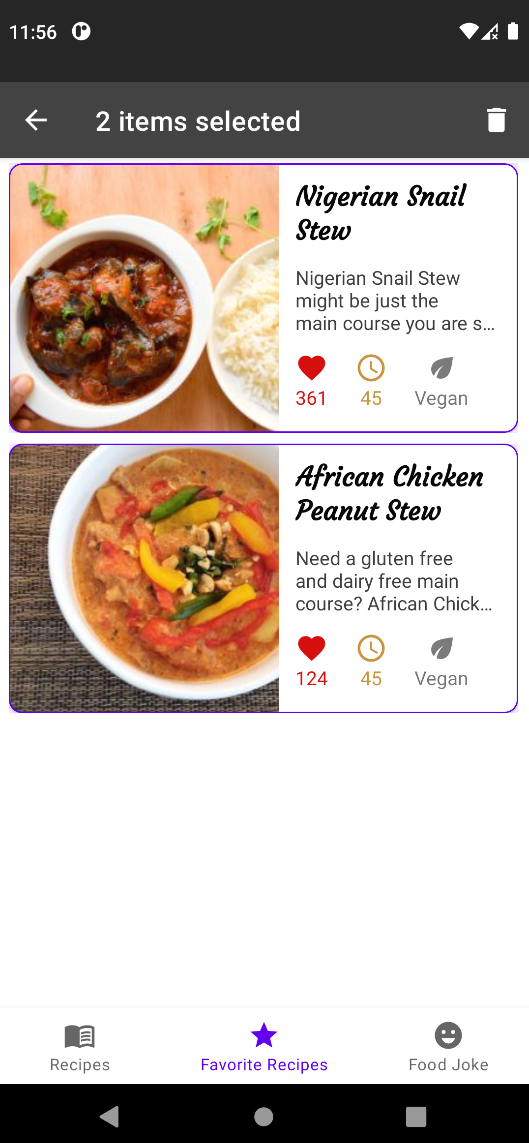 11:56
2 items selected
Nigerian Snail
Stew
Nigerian Snail Stew
might be just the
main course you are s...
361 45 Vegan
African Chicken
Peanut Stew
Need a gluten free
and dairy free main
course? African Chick...
124 45 Vegan
Recipes Favorite Recipes Food Joke